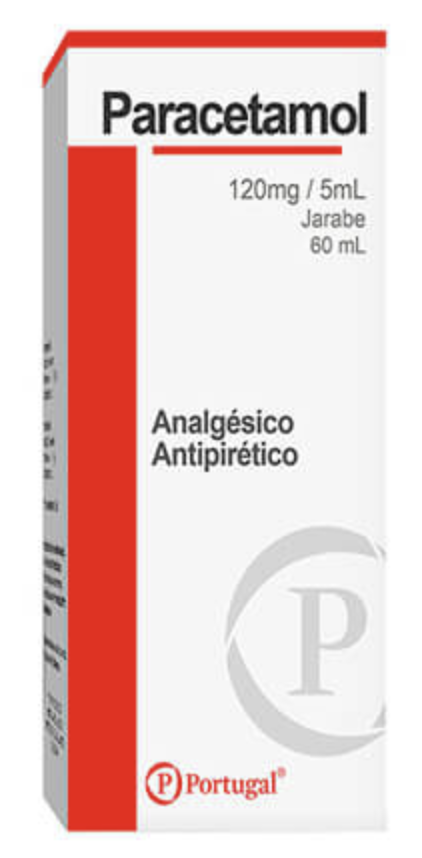 Paracetamol
120mg / 5mL
Jarabe
60 mL
Analgésico
Antipirético
P
P Portugal®